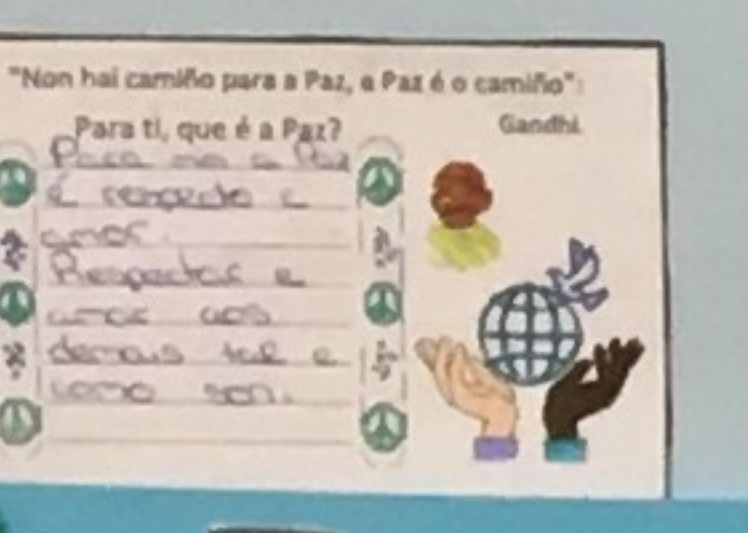 "Non hai camiño para a Paz, a Paz é o camiño":
Gandhi
Para ti, que é a Paz?
Para min a Paz
é respecto e
amor.
Respectar e
amar aos
demais tal e
como son.